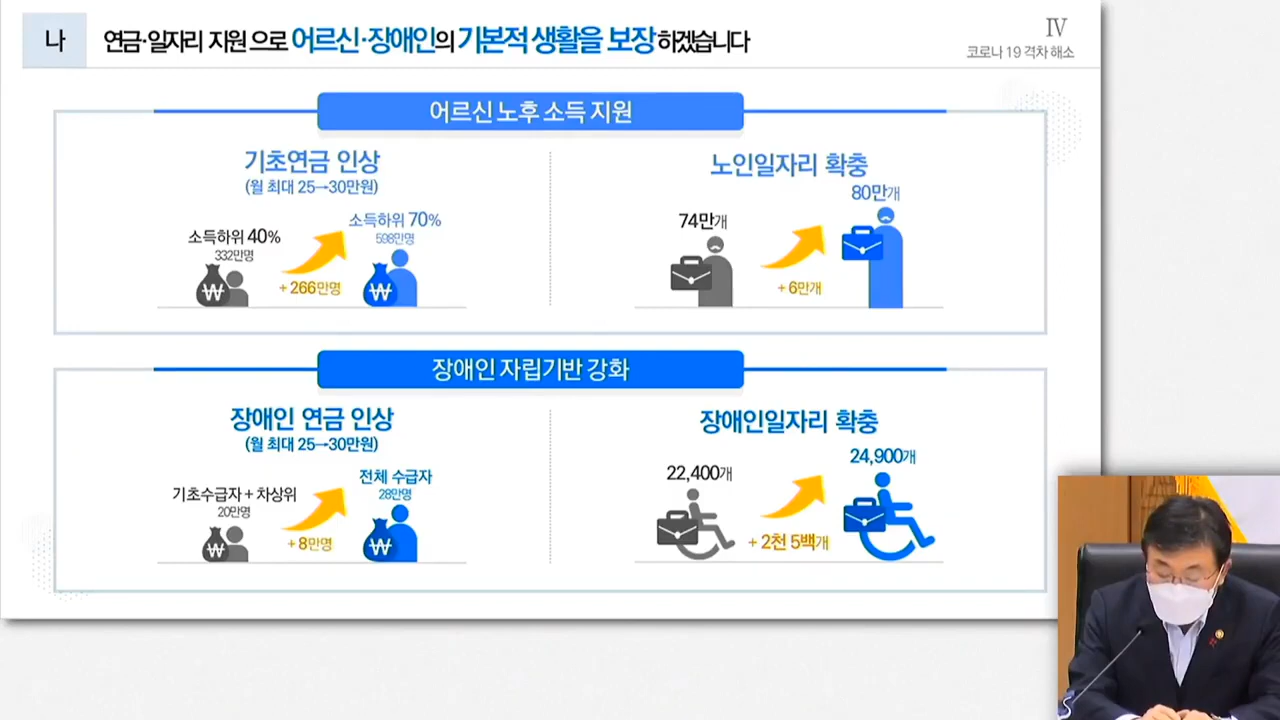 나
연금·일자리 지원 으로 어르신·장애인의 기본적 생활을 보장하겠습니다
Ⅳ
코로나 19 격차 해소
어르신 노후 소득 지원
기초연금 인상
(월 최대 25→30만원)
소득하위 40%
332만명
₩
+ 266만명
소득하위 70%
598만명
₩
노인일자리 확충
74만개
+ 6만개
80만개
장애인 자립기반 강화
장애인 연금 인상
(월 최대 25→30만원)
기초수급자 + 차상위
20만명
₩
+ 8만명
전체 수급자
28만명
₩
장애인일자리 확충
22,400개
+ 2천 5백개
24,900개